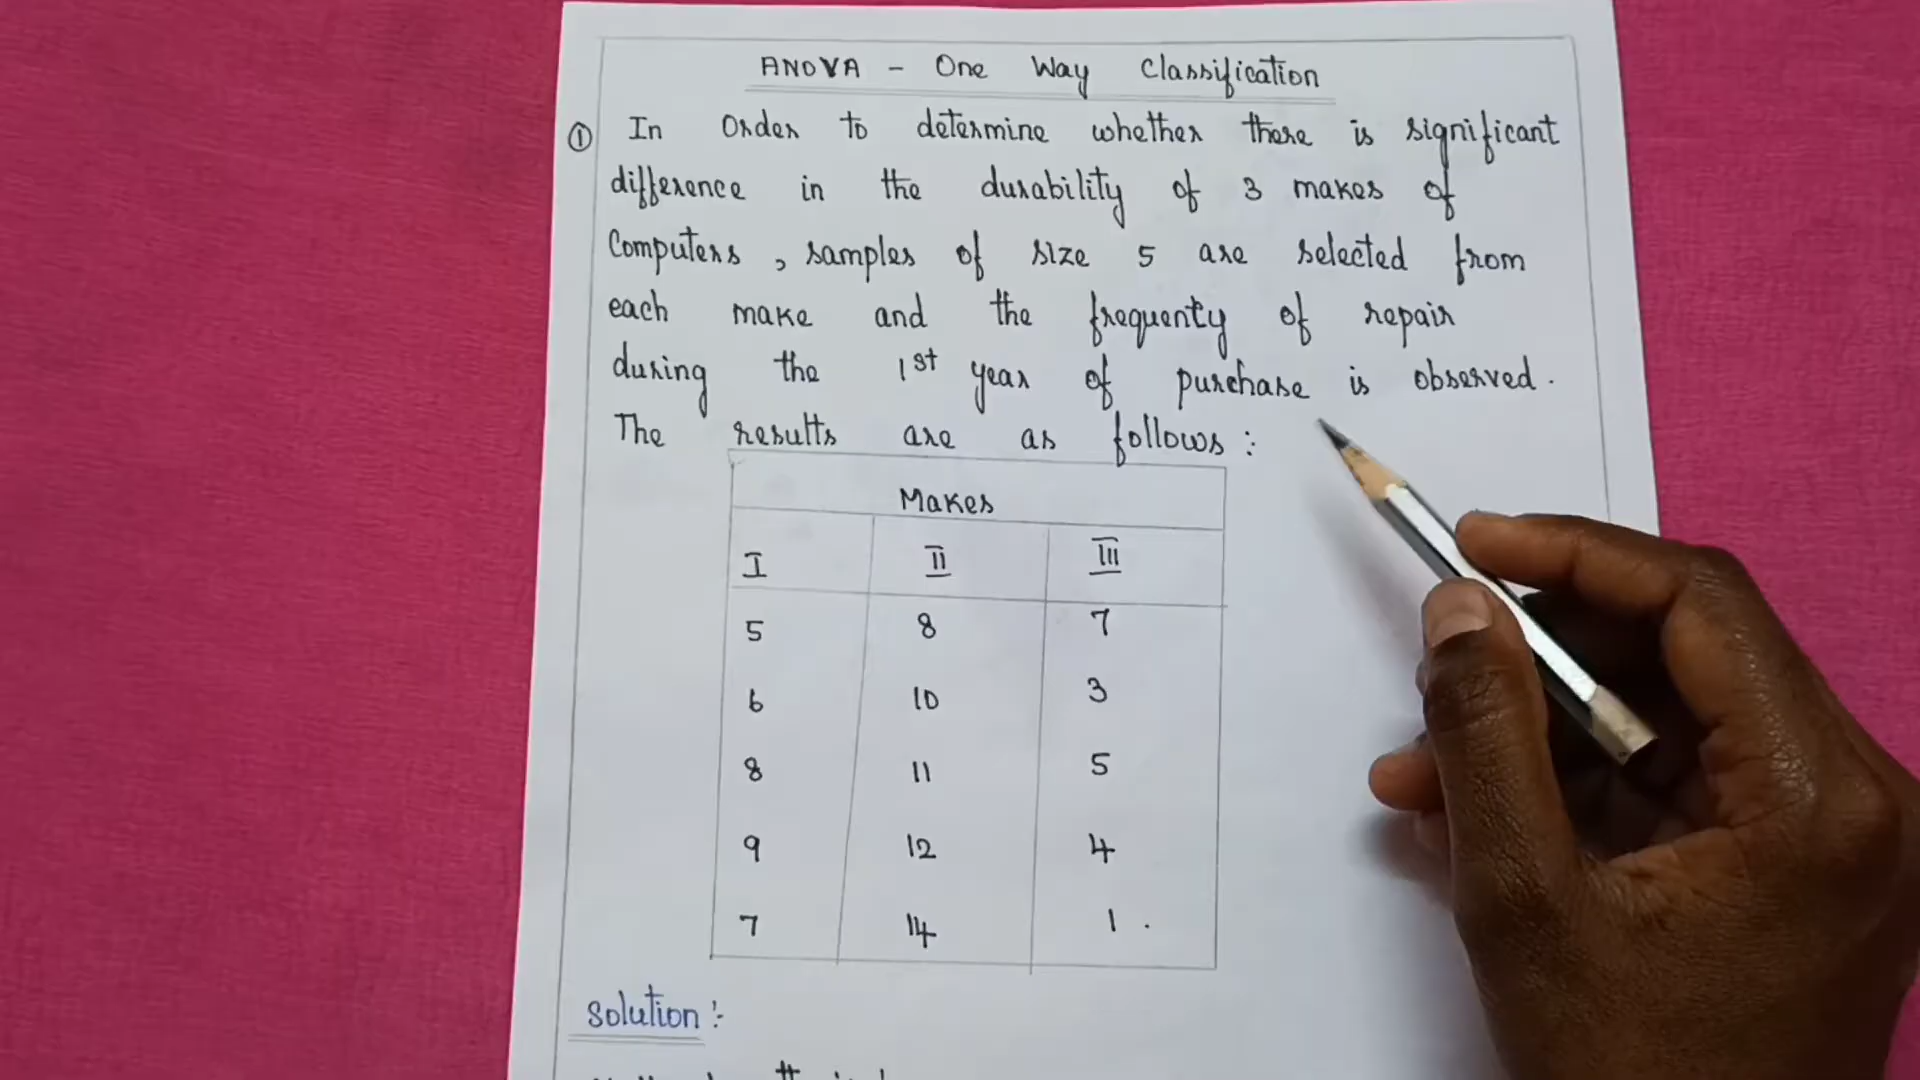 ANOVA - One Way Classification
① In Order to determine whether there is significant
difference in the durability of 3 makes of
Computers, samples of size 5 are selected from
each make and the frequenty of repair
during the 1st year of purchase is observed.
The results are as follows :
Makes
I II III
5 8 7
6 10 3
8 11 5
9 12 4
7 14 1 .
Solution :-